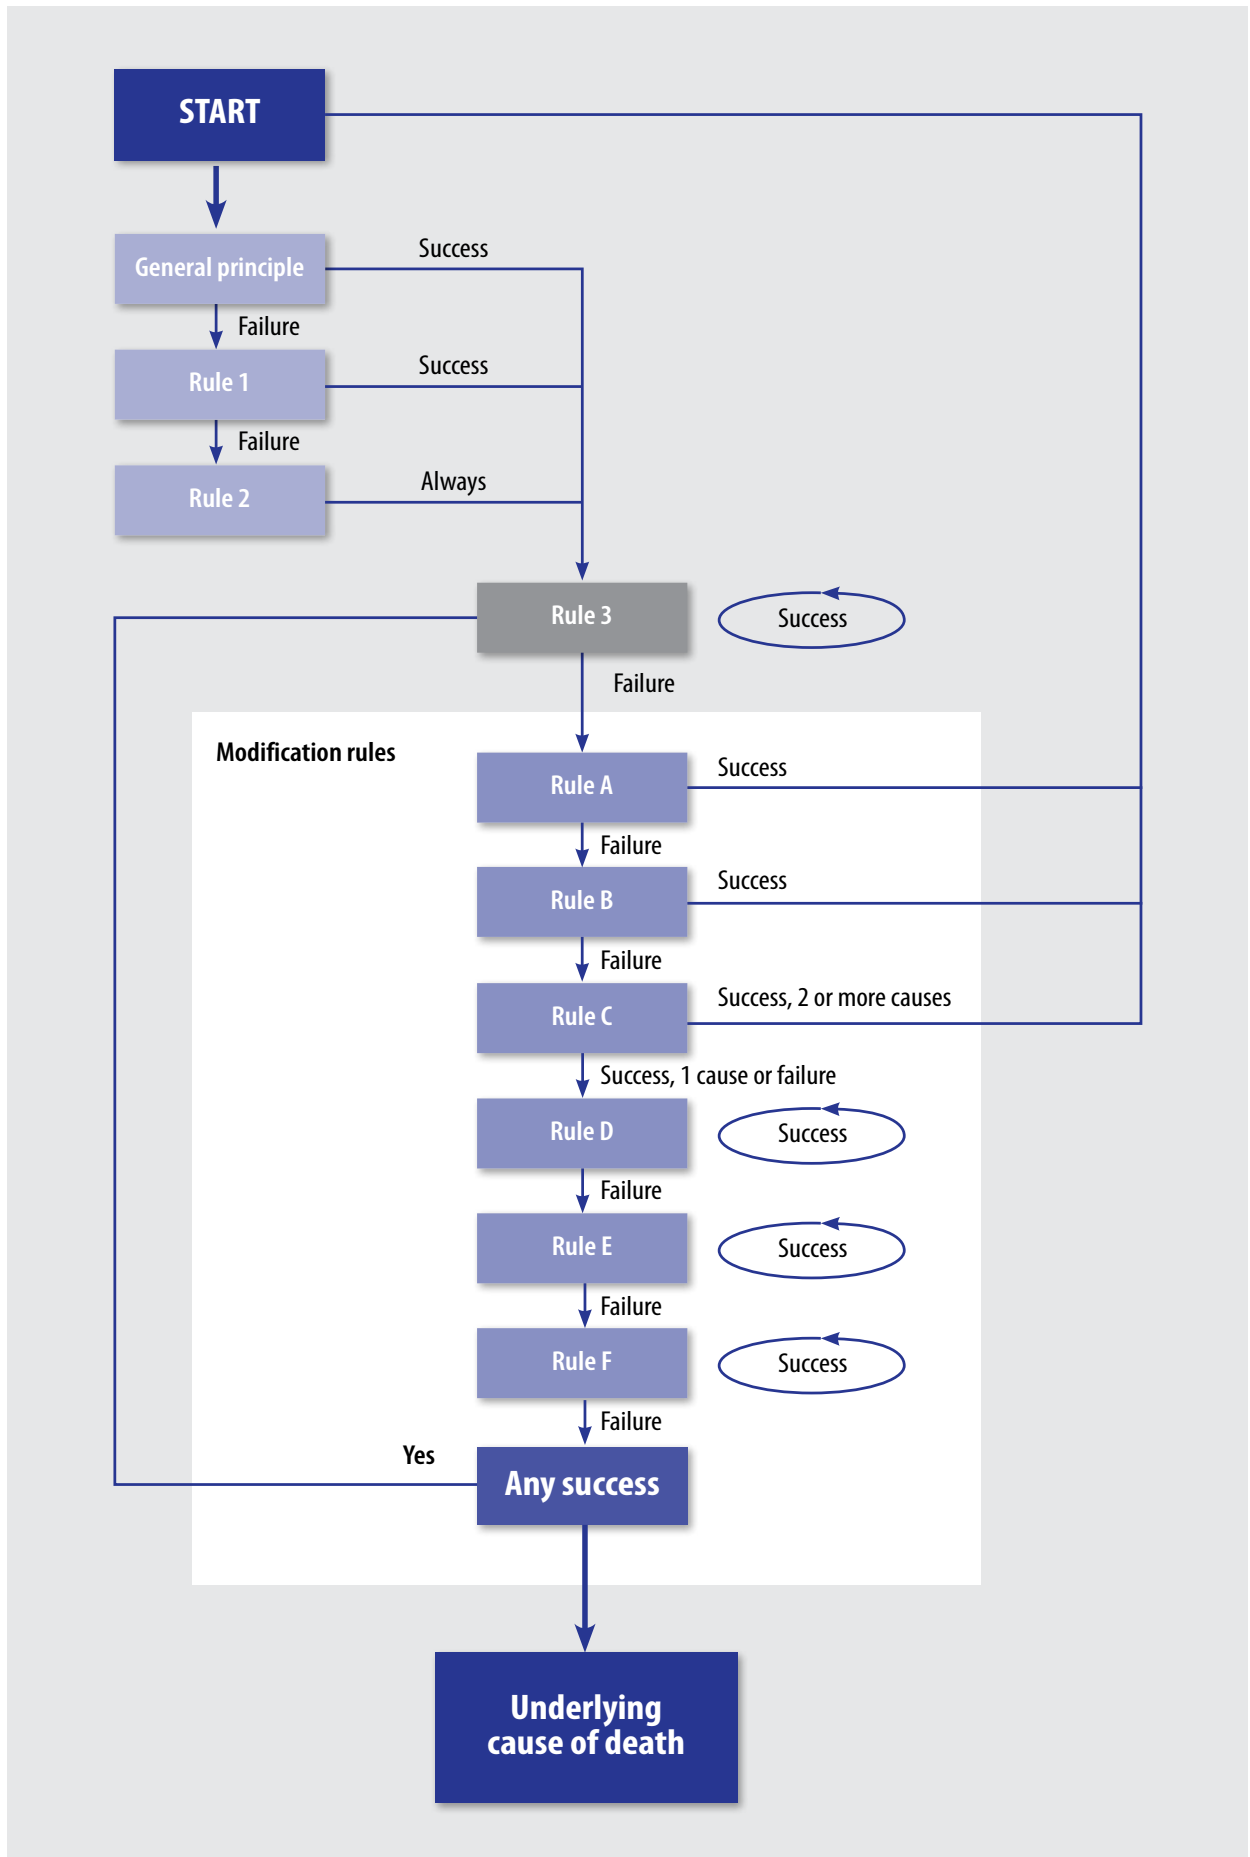 START
General principle
Success
Failure
Rule 1
Success
Failure
Rule 2
Always
Rule 3
Success
Failure
Modification rules
Rule A
Success
Failure
Rule B
Success
Failure
Rule C
Success, 2 or more causes
Success, 1 cause or failure
Rule D
Success
Failure
Rule E
Success
Failure
Rule F
Success
Failure
Yes
Any success
Underlying
cause of death